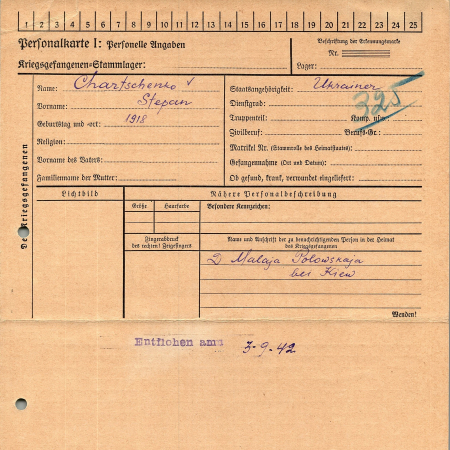 1 2 3 4 5 6 7 8 9 10 11 12 13 14 15 16 17 18 19 20 21 22 23 24 25
Personalkarte I: Personelle Angaben
Kriegsgefangenen-Stammlager:
Beschriftung der Erkennungsmarke
Nr.
Lager:
Des Kriegsgefangenen
Name: Chartschenko
Vorname: Stepan
Geburtstag und -ort: 1918
Religion:
Vorname des Vaters:
Familienname der Mutter:
Staatsangehörigkeit: Ukrainer
Dienstgrad:
325
Truppenteil: Komp. usw.:
Zivilberuf: Berufs-Gr.:
Matrikel Nr. (Stammrolle des Heimatstaates):
Gefangennahme (Ort und Datum):
Ob gesund, krank, verwundet eingeliefert:
Lichtbild
Nähere Personalbeschreibung
Größe Haarfarbe
Besondere Kennzeichen:
Fingerabdruck
des rechten! Zeigefingers
Name und Anschrift der zu benachrichtigenden Person in der Heimat
des Kriegsgefangenen
D Malaja Polowskaja
bei Kiew
Wenden!
Entflohen am: 3-9-42